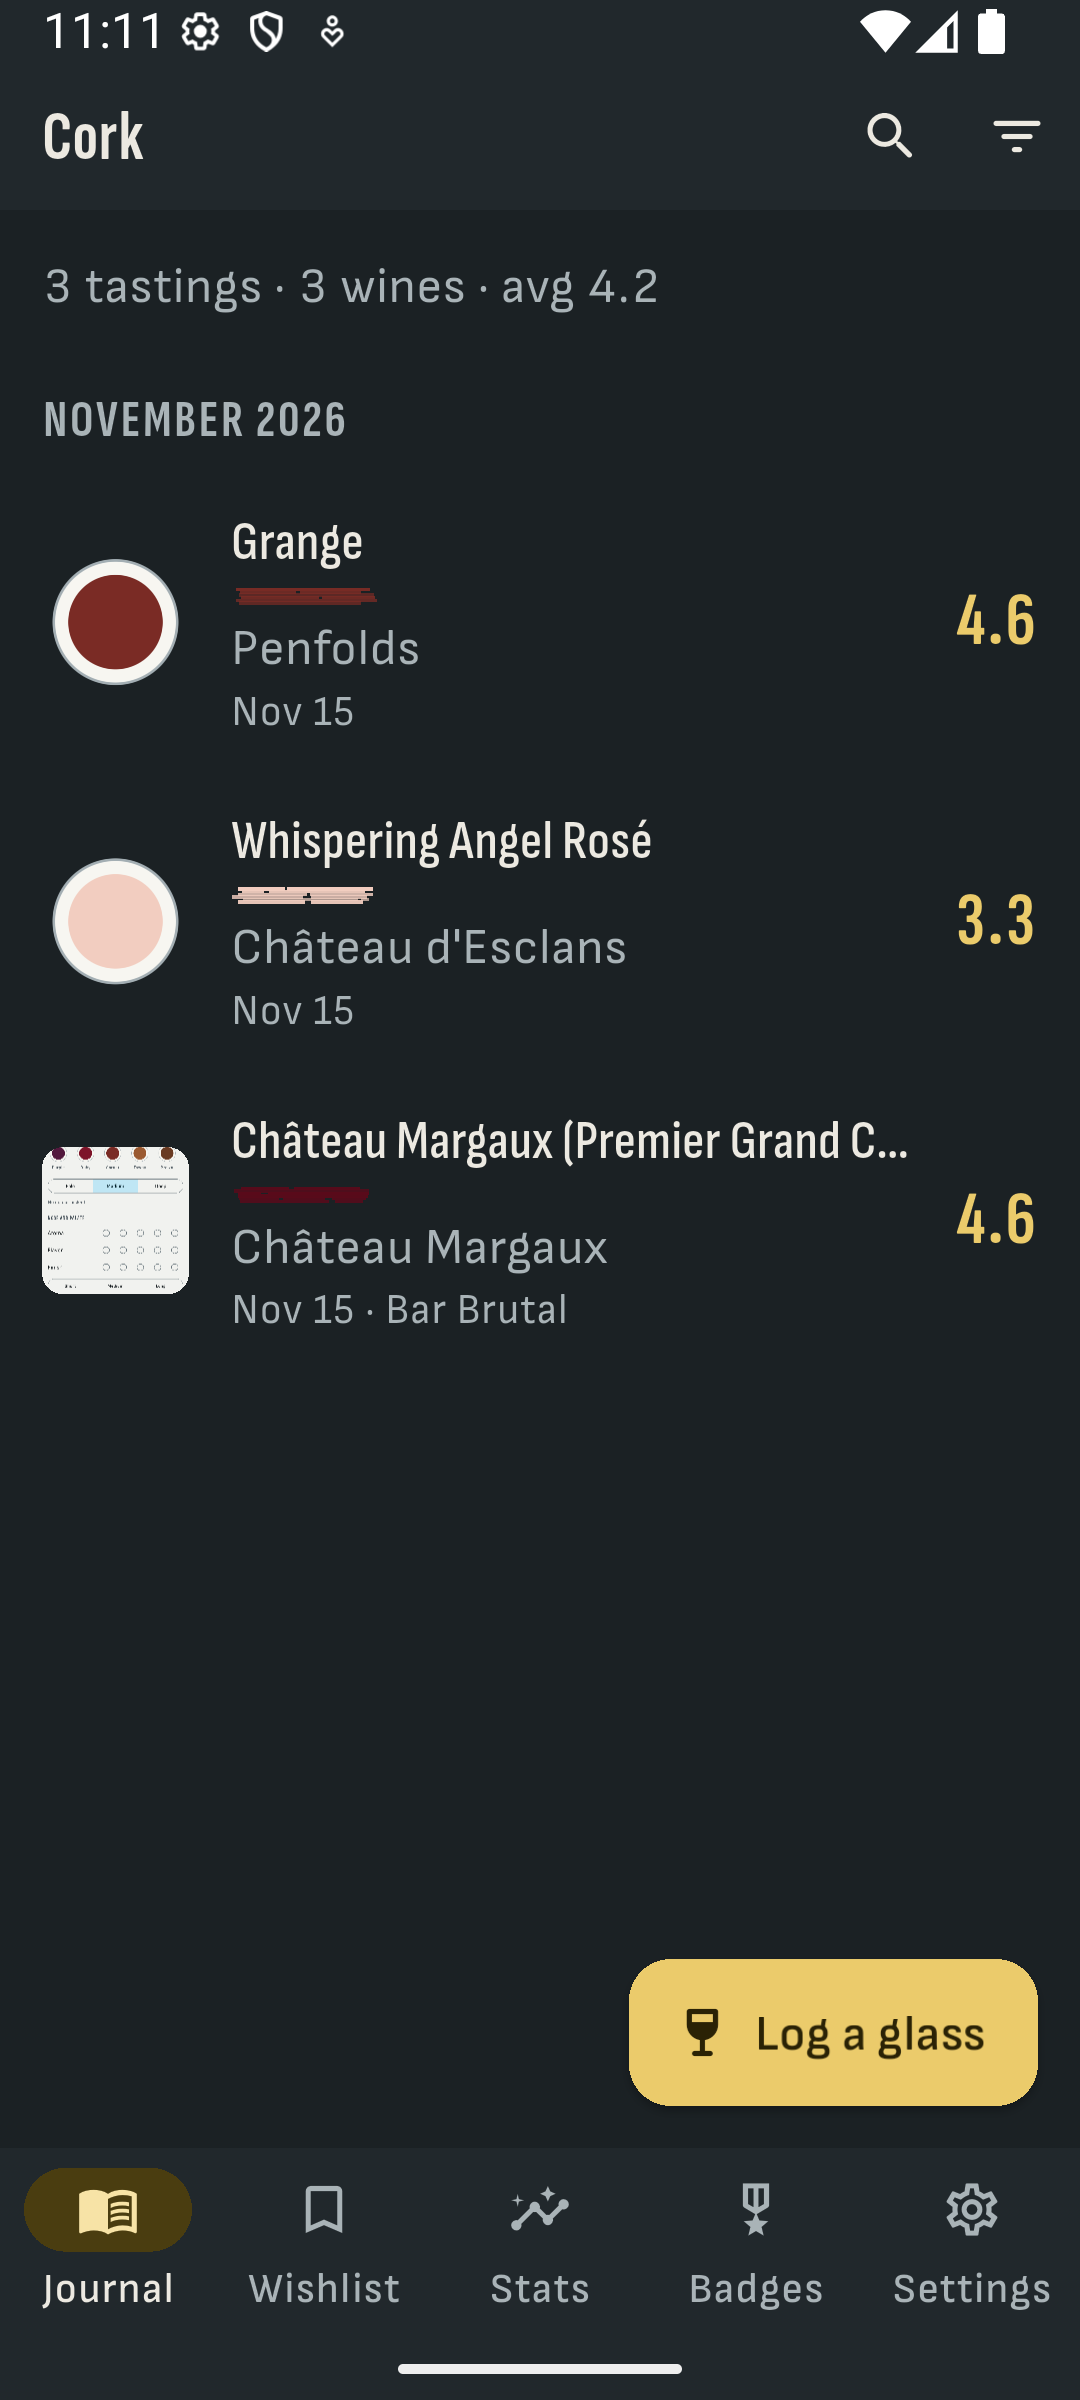 11:11
Cork
3 tastings · 3 wines · avg 4.2
NOVEMBER 2026
Grange
Penfolds
Nov 15
4.6
Whispering Angel Rosé
Château d'Esclans
Nov 15
3.3
Château Margaux (Premier Grand C...
Château Margaux
Nov 15 · Bar Brutal
4.6
Log a glass
Journal
Wishlist
Stats
Badges
Settings